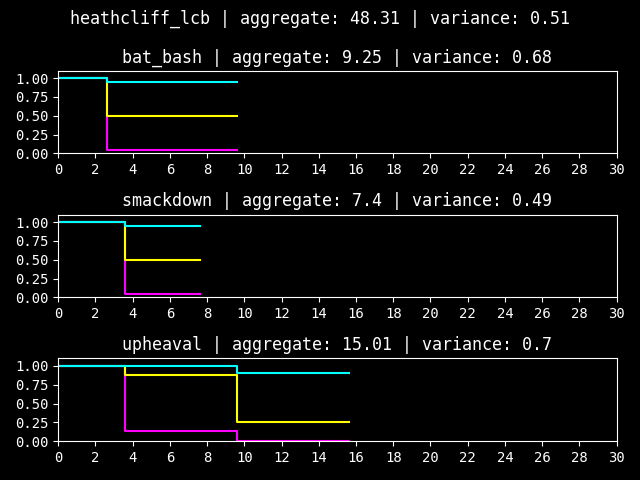 heathcliff_lcb | aggregate: 48.31 | variance: 0.51
bat_bash | aggregate: 9.25 | variance: 0.68
1.00
0.75
0.50
0.25
0.00
0 2 4 6 8 10 12 14 16 18 20 22 24 26 28 30
smackdown | aggregate: 7.4 | variance: 0.49
1.00
0.75
0.50
0.25
0.00
0 2 4 6 8 10 12 14 16 18 20 22 24 26 28 30
upheaval | aggregate: 15.01 | variance: 0.7
1.00
0.75
0.50
0.25
0.00
0 2 4 6 8 10 12 14 16 18 20 22 24 26 28 30